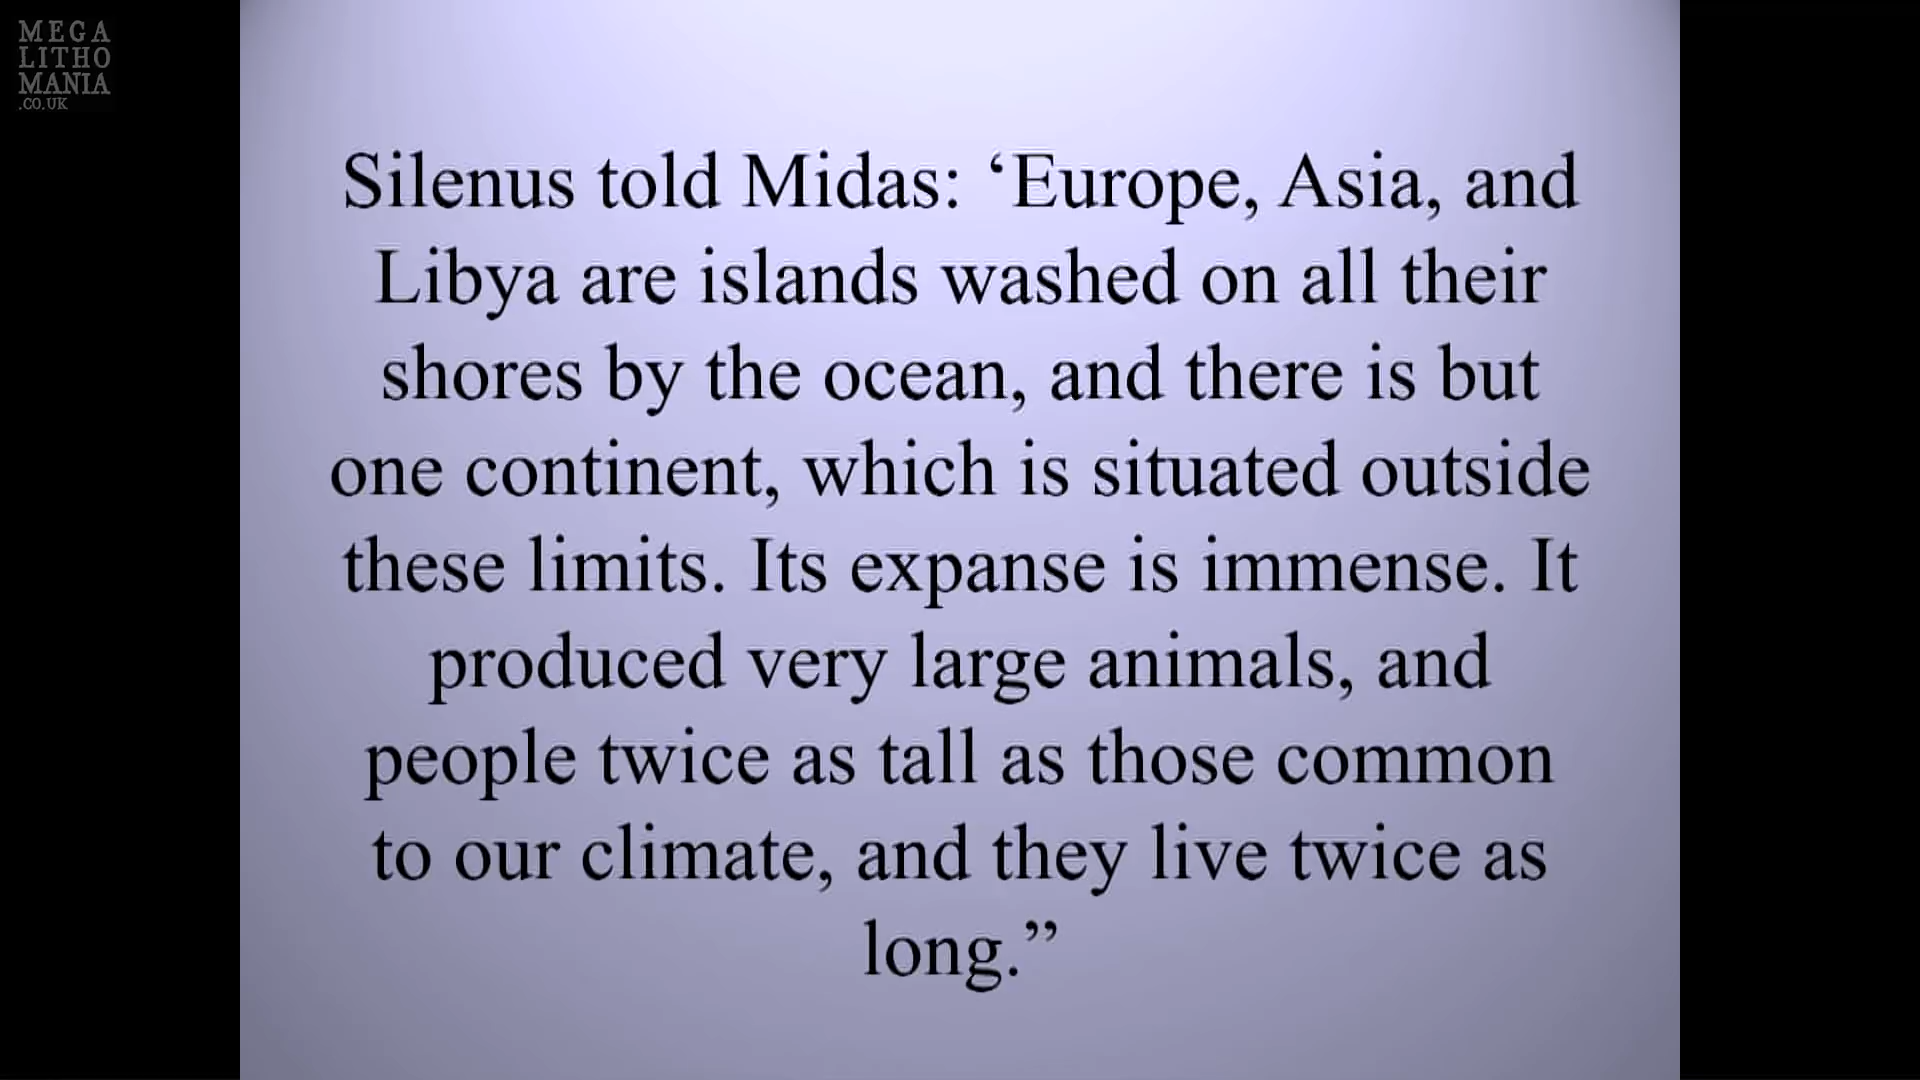 MEGA
LITHO
MANIA
.CO.UK
Silenus told Midas: ‘Europe, Asia, and
Libya are islands washed on all their
shores by the ocean, and there is but
one continent, which is situated outside
these limits. Its expanse is immense. It
produced very large animals, and
people twice as tall as those common
to our climate, and they live twice as
long.”